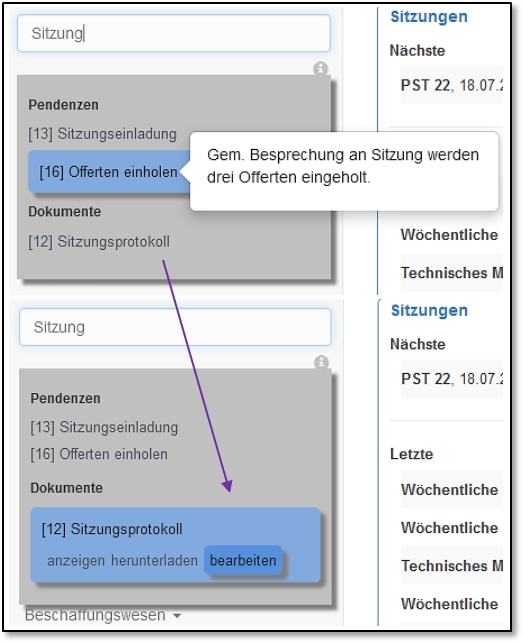 Sitzung
Sitzungen
Nächste
PST 22, 18.07.2
Pendenzen
[13] Sitzungseinladung
[16] Offerten einholen
Gem. Besprechung an Sitzung werden
drei Offerten eingeholt.
Dokumente
[12] Sitzungsprotokoll
Wöchentliche
Technisches M
Sitzung
Sitzungen
Nächste
PST 22, 18.07.2
Pendenzen
[13] Sitzungseinladung
[16] Offerten einholen
Dokumente
[12] Sitzungsprotokoll
anzeigen herunterladen bearbeiten
Letzte
Wöchentliche
Wöchentliche
Technisches M
Wöchentliche
Beschaffungswesen